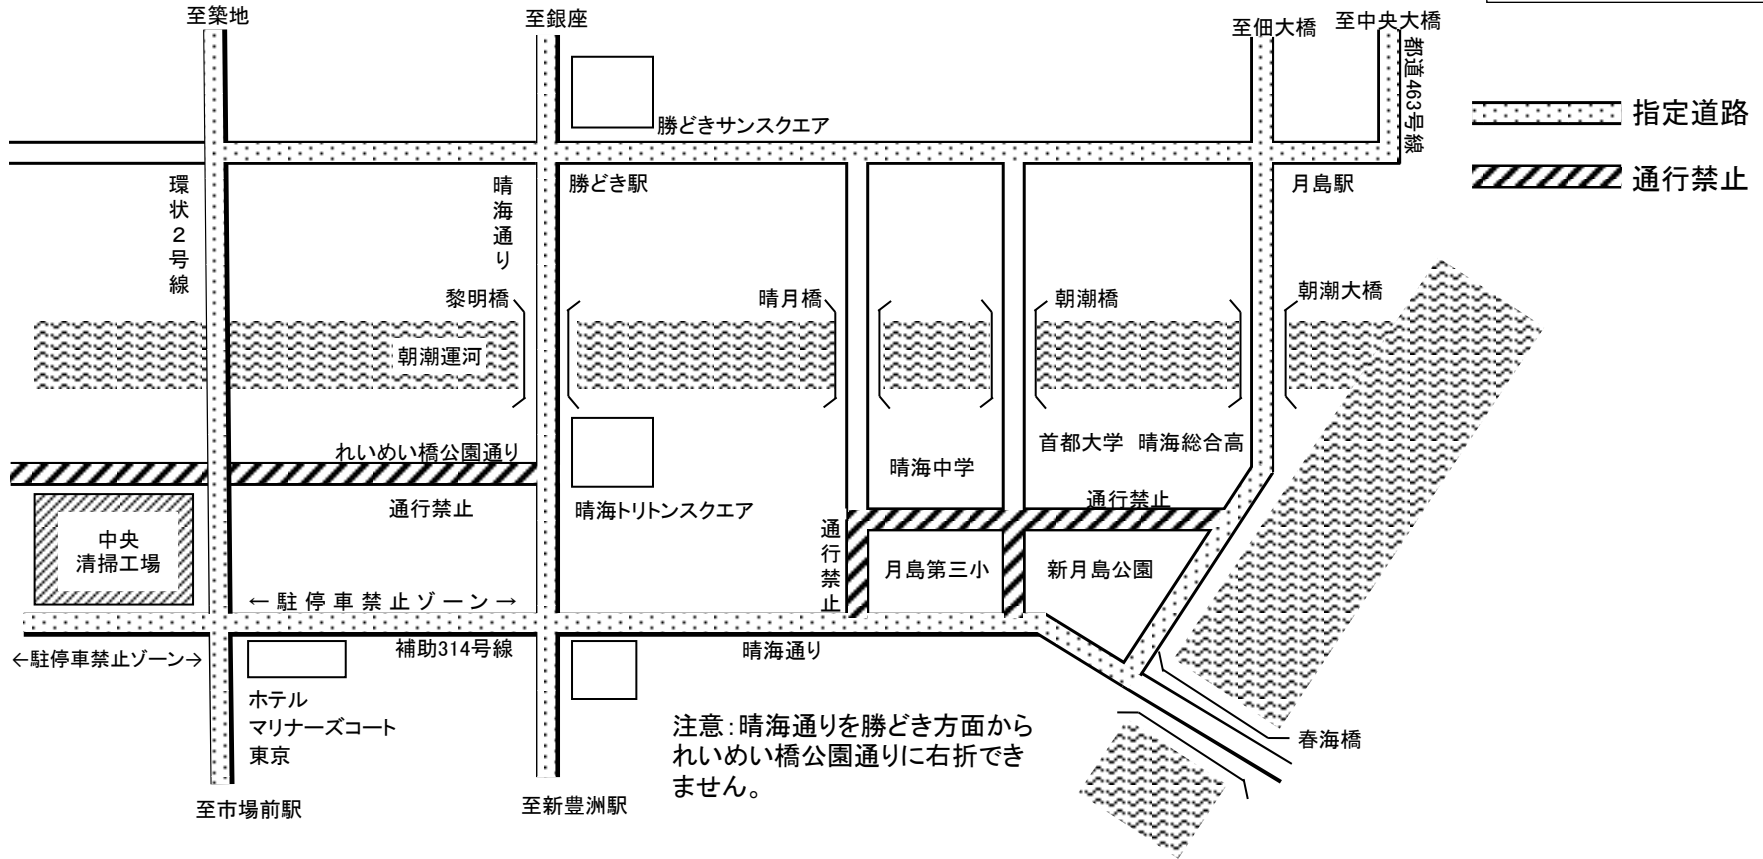 至築地
至銀座
至佃大橋
至中央大橋
都道463号線
指定道路
通行禁止
勝どきサンスクエア
勝どき駅
月島駅
環状2号線
晴海通り
黎明橋
晴月橋
朝潮橋
朝潮大橋
朝潮運河
れいめい橋公園通り
通行禁止
首都大学 晴海総合高
晴海中学
通行禁止
晴海トリトンスクエア
中央
清掃工場
通行禁止
月島第三小
新月島公園
←駐停車禁止ゾーン→
←駐停車禁止ゾーン→
補助314号線
晴海通り
ホテル
マリナーズコート
東京
注意:晴海通りを勝どき方面から
れいめい橋公園通りに右折でき
ません。
春海橋
至市場前駅
至新豊洲駅